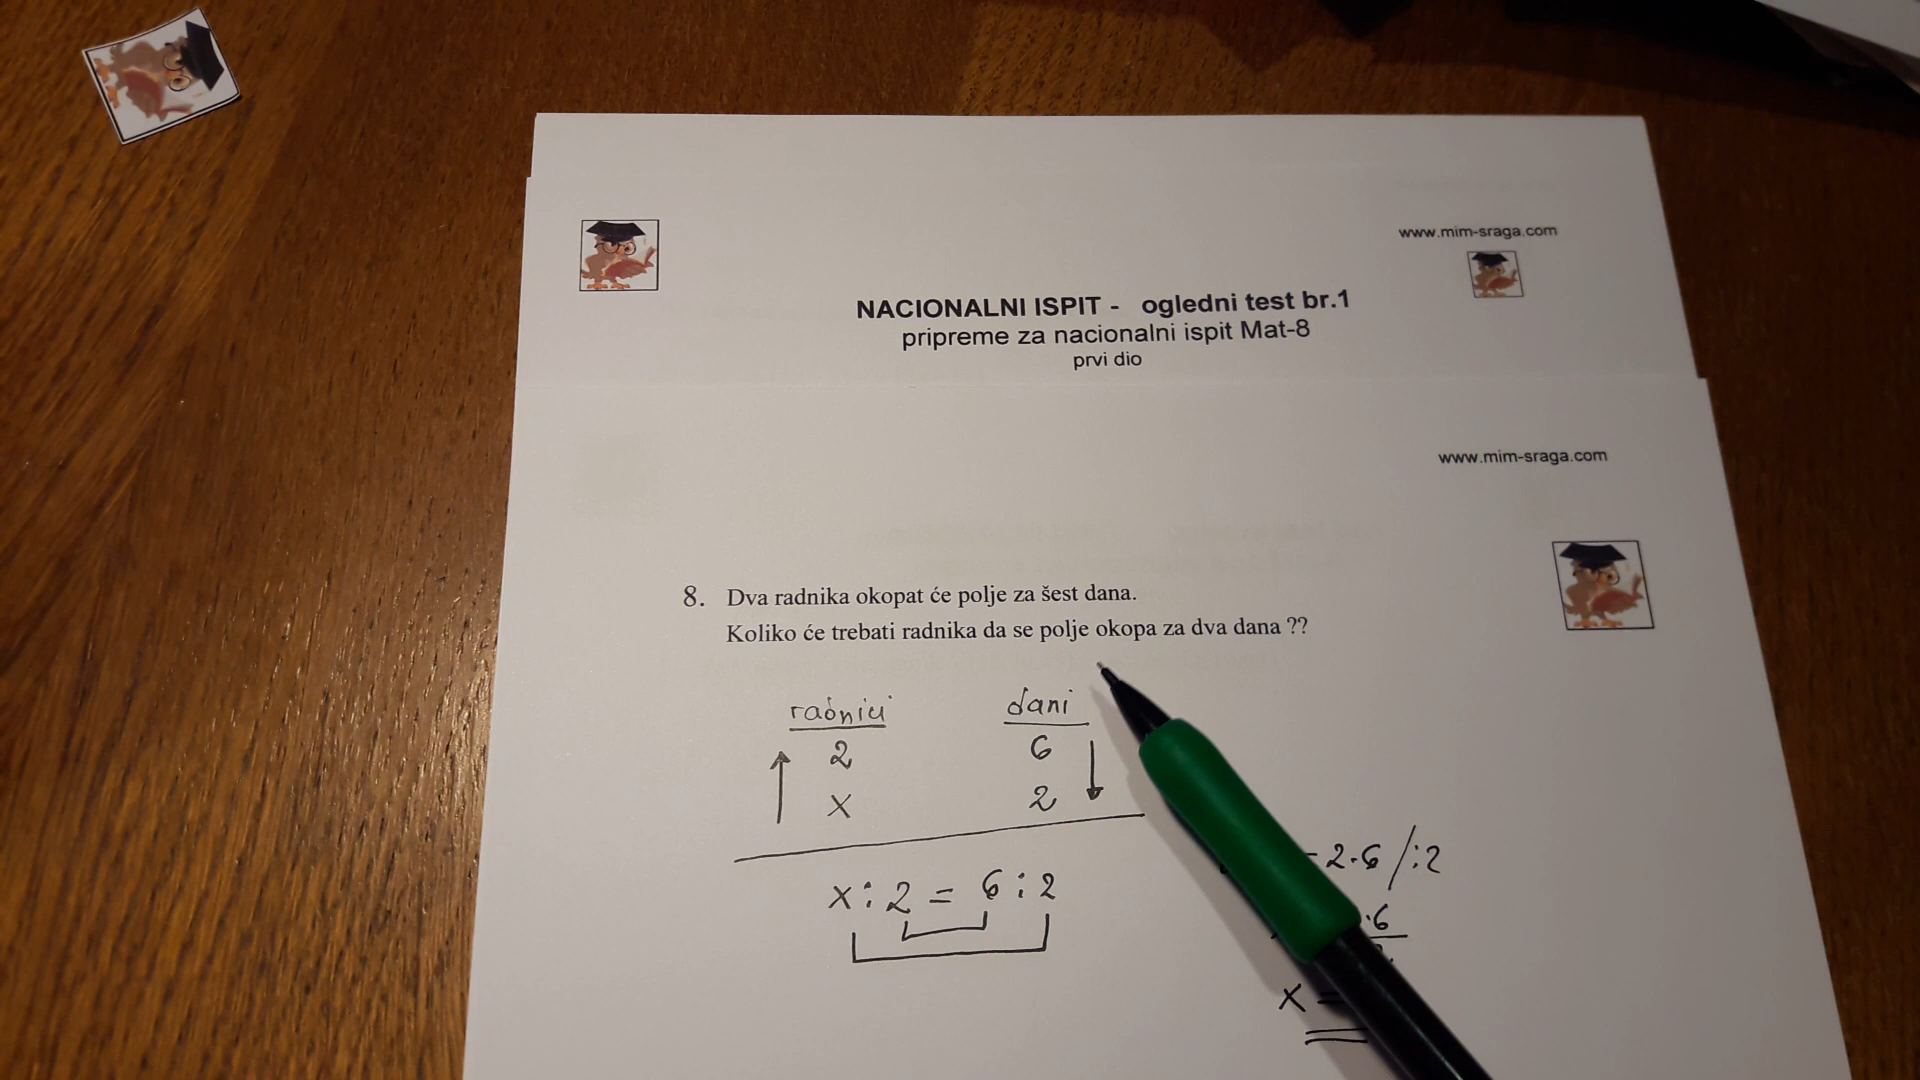 www.mim-sraga.com
NACIONALNI ISPIT - ogledni test br.1
pripreme za nacionalni ispit Mat-8
prvi dio
www.mim-sraga.com
8. Dva radnika okopat će polje za šest dana.
Koliko će trebati radnika da se polje okopa za dva dana ??
radnici dani
2 6
x 2
x : 2 = 6 : 2
2·6 /:2
·6
x =